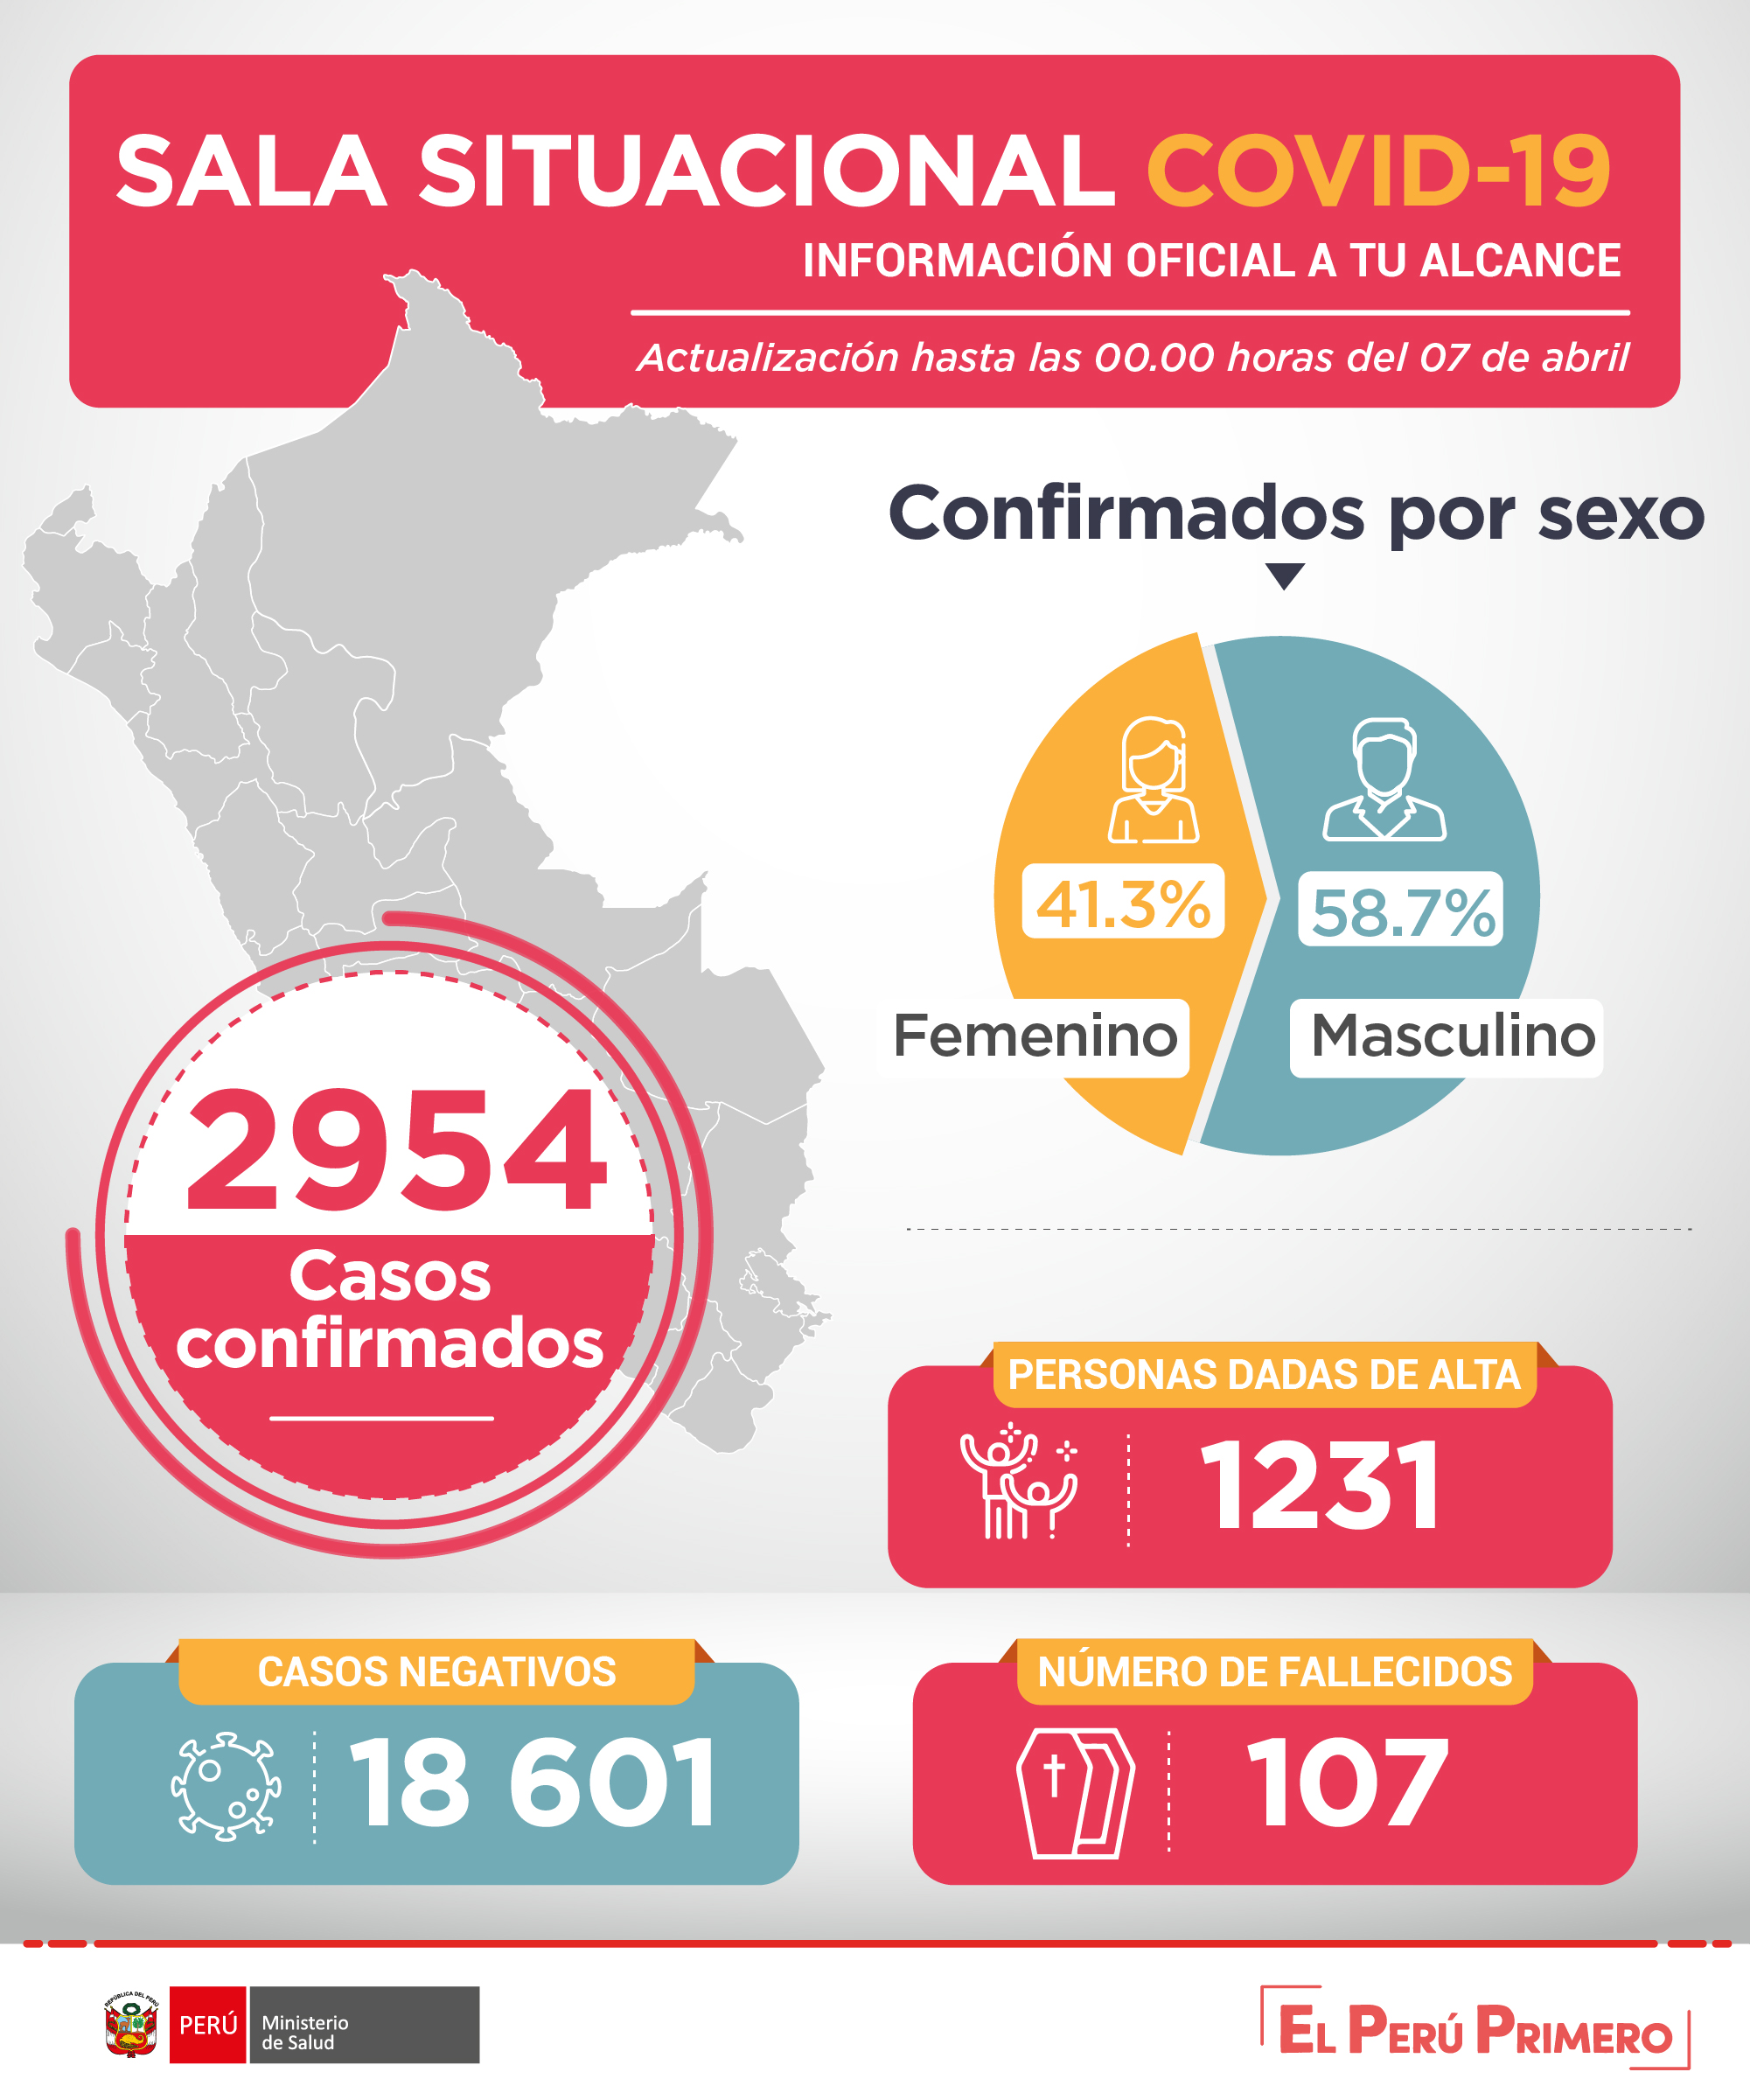 SALA SITUACIONAL COVID-19
INFORMACIÓN OFICIAL A TU ALCANCE
Actualización hasta las 00.00 horas del 07 de abril
Confirmados por sexo
41.3%
58.7%
Femenino
Masculino
2954
Casos
confirmados
PERSONAS DADAS DE ALTA
1231
CASOS NEGATIVOS
18 601
NÚMERO DE FALLECIDOS
107
REPÚBLICA DEL PERÚ
PERÚ
Ministerio
de Salud
EL PERÚ PRIMERO